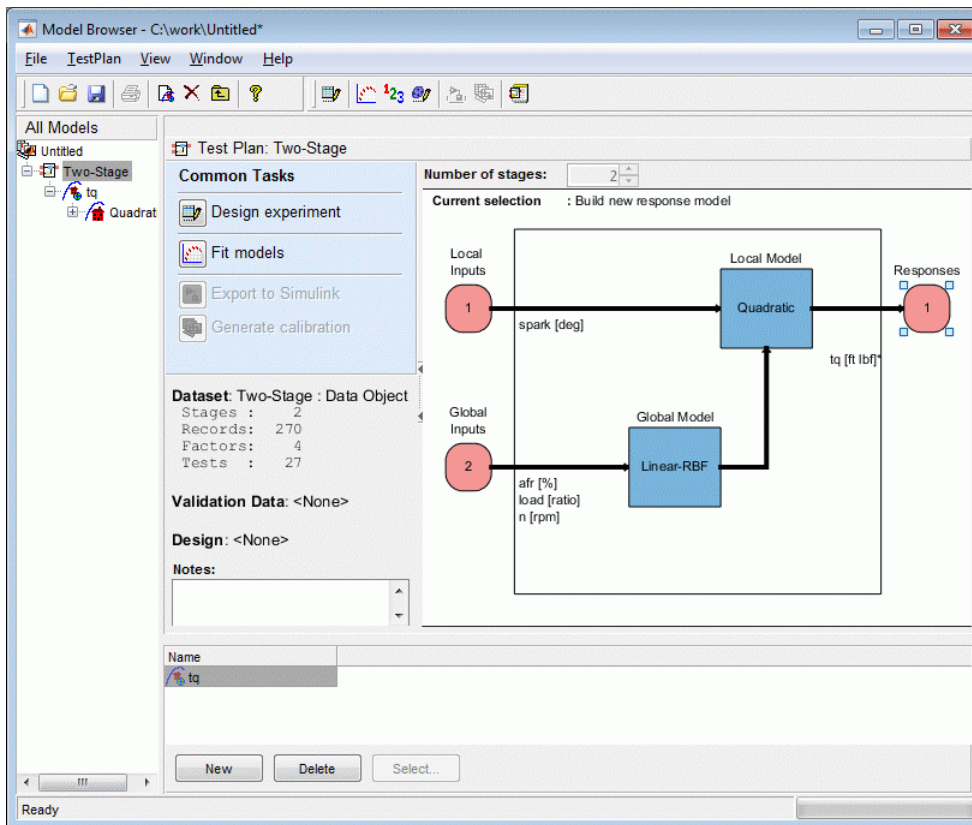 Model Browser - C:\work\Untitled*
File TestPlan View Window Help
All Models
Untitled
Two-Stage
tq
Quadrat
Test Plan: Two-Stage
Common Tasks
Design experiment
Fit models
Export to Simulink
Generate calibration
Dataset: Two-Stage : Data Object
Stages : 2
Records: 270
Factors: 4
Tests : 27
Validation Data: <None>
Design: <None>
Notes:
Number of stages: 2
Current selection : Build new response model
Local
Inputs
1
spark [deg]
Local Model
Quadratic
Responses
1
tq [ft lbf]*
Global
Inputs
2
afr [%]
load [ratio]
n [rpm]
Global Model
Linear-RBF
Name
tq
New Delete Select...
Ready